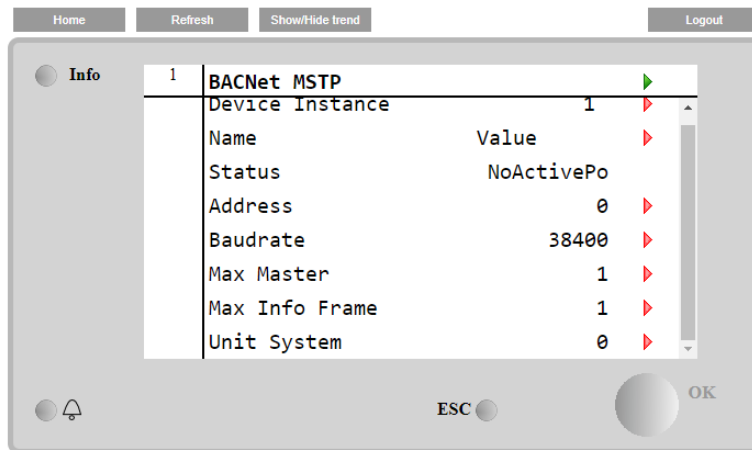 Home Refresh Show/Hide trend Logout
Info 1 BACNet MSTP
Device Instance 1
Name Value
Status NoActivePo
Address 0
Baudrate 38400
Max Master 1
Max Info Frame 1
Unit System 0
ESC OK